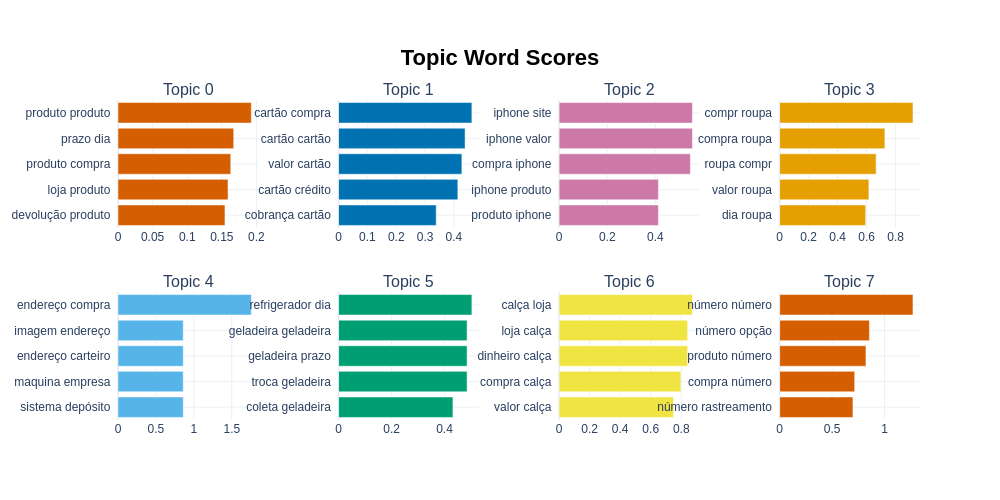 Topic Word Scores
Topic 0
produto produto
prazo dia
produto compra
loja produto
devolução produto
0 0.05 0.1 0.15 0.2
Topic 1
cartão compra
cartão cartão
valor cartão
cartão crédito
cobrança cartão
0 0.1 0.2 0.3 0.4
Topic 2
iphone site
iphone valor
compra iphone
iphone produto
produto iphone
0 0.2 0.4
Topic 3
compr roupa
compra roupa
roupa compr
valor roupa
dia roupa
0 0.2 0.4 0.6 0.8
Topic 4
endereço compra
imagem endereço
endereço carteiro
maquina empresa
sistema depósito
0 0.5 1 1.5
Topic 5
refrigerador dia
geladeira geladeira
geladeira prazo
troca geladeira
coleta geladeira
0 0.2 0.4
Topic 6
calça loja
loja calça
dinheiro calça
compra calça
valor calça
0 0.2 0.4 0.6 0.8
Topic 7
número número
número opção
produto número
compra número
número rastreamento
0 0.5 1